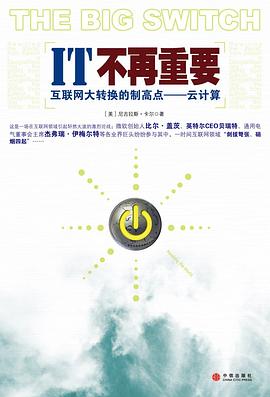 THE BIG SWITCH
IT不再重要
互联网大转换的制高点——云计算
[美] 尼古拉斯·卡尔◎著
这是一场在互联网领域引起轩然大波的激烈论战：微软创始人比尔·盖茨、英特尔CEO贝瑞特、通用电
气董事会主席杰弗瑞·伊梅尔特等各业界巨头纷纷参与其中。一时间互联网领域“剑拔弩张、硝
烟四起”……
中信出版社
CHINA CITIC PRESS